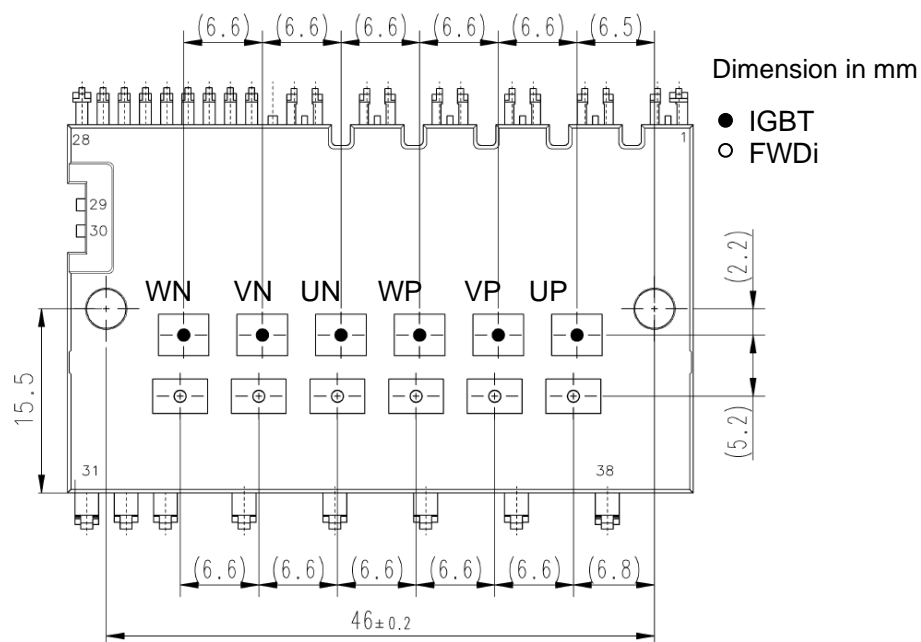 (6.6) (6.6) (6.6) (6.6) (6.6) (6.5)
Dimension in mm
● IGBT
○ FWDi
28 1
29
30
(2.2)
WN VN UN WP VP UP
15.5
(5.2)
31 38
(6.6) (6.6) (6.6) (6.6) (6.6) (6.8)
46±0.2